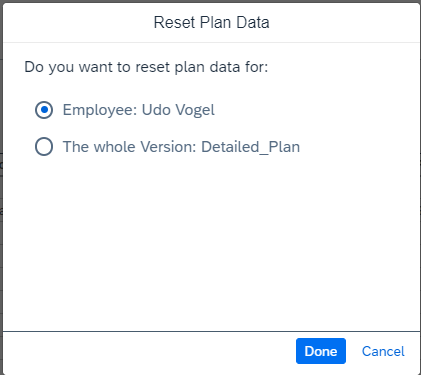 Reset Plan Data
Do you want to reset plan data for:
Employee: Udo Vogel
The whole Version: Detailed_Plan
Done Cancel